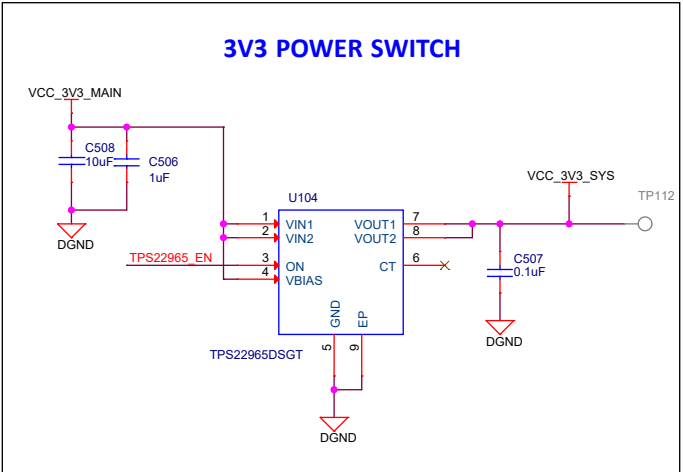 3V3 POWER SWITCH
VCC_3V3_MAIN
C508
10uF
C506
1uF
DGND
U104
VCC_3V3_SYS
TP112
1
VIN1
VOUT1
7
2
VIN2
VOUT2
8
TPS22965_EN
3
ON
CT
6
4
VBIAS
C507
0.1uF
GND
EP
5
9
DGND
TPS22965DSGT
DGND